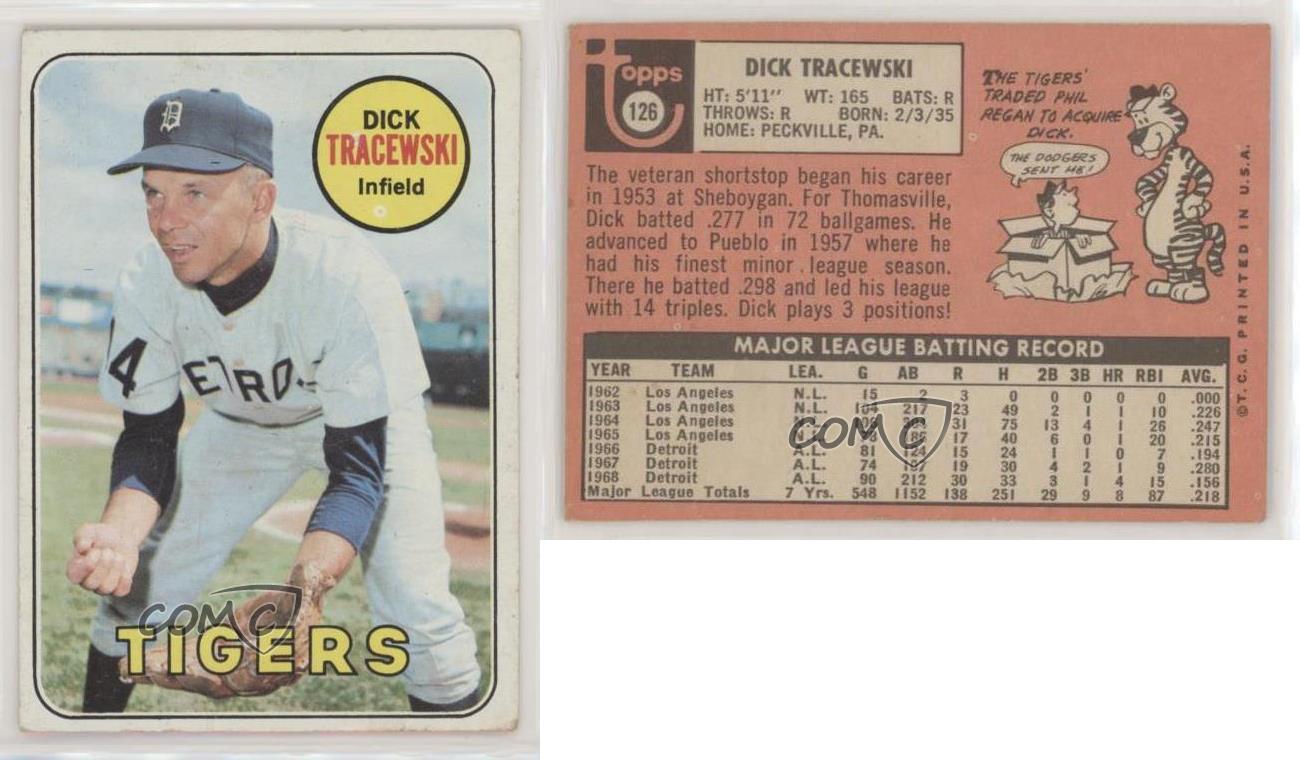 DICK
TRACEWSKI
Infield
4
DETRO
COMC
TIGERS
Topps
126
DICK TRACEWSKI
HT: 5'11" WT: 165 BATS: R
THROWS: R BORN: 2/3/35
HOME: PECKVILLE, PA.
The veteran shortstop began his career
in 1953 at Sheboygan. For Thomasville,
Dick batted .277 in 72 ballgames. He
advanced to Pueblo in 1957 where he
had his finest minor league season.
There he batted .298 and led his league
with 14 triples. Dick plays 3 positions!
THE TIGERS'
TRADED PHIL
REGAN TO ACQUIRE
DICK.
THE DODGERS
SENT ME!
©T. C. G. PRINTED IN U.S.A.
MAJOR LEAGUE BATTING RECORD
YEAR TEAM LEA. G AB R H 2B 3B HR RBI AVG.
1962 Los Angeles N.L. 15 2 3 0 0 0 0 0 .000
1963 Los Angeles N.L. 104 217 23 49 2 1 1 10 .226
1964 Los Angeles N.L. 31 75 13 4 1 26 .247
1965 Los Angeles N.L. 186 17 40 6 0 1 20 .215
1966 Detroit A.L. 81 124 15 24 1 1 0 7 .194
1967 Detroit A.L. 74 107 19 30 4 2 1 9 .280
1968 Detroit A.L. 90 212 30 33 3 1 4 15 .156
Major League Totals 7 Yrs. 548 1152 138 251 29 9 8 87 .218
COMC